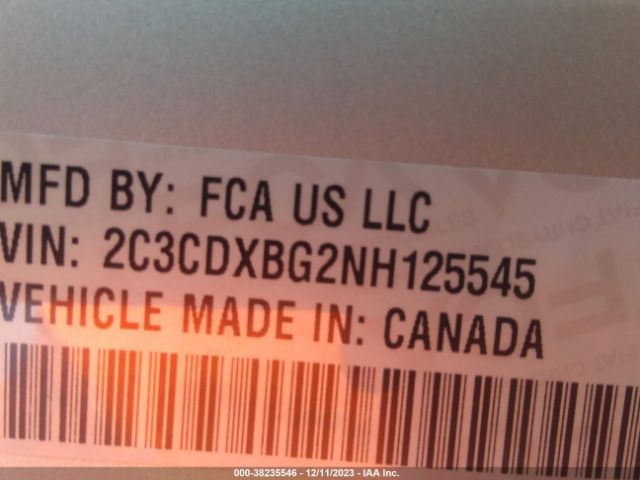 MFD BY: FCA US LLC
VIN: 2C3CDXBG2NH125545
VEHICLE MADE IN: CANADA
000-38235546 - 12/11/2023 - IAA Inc.